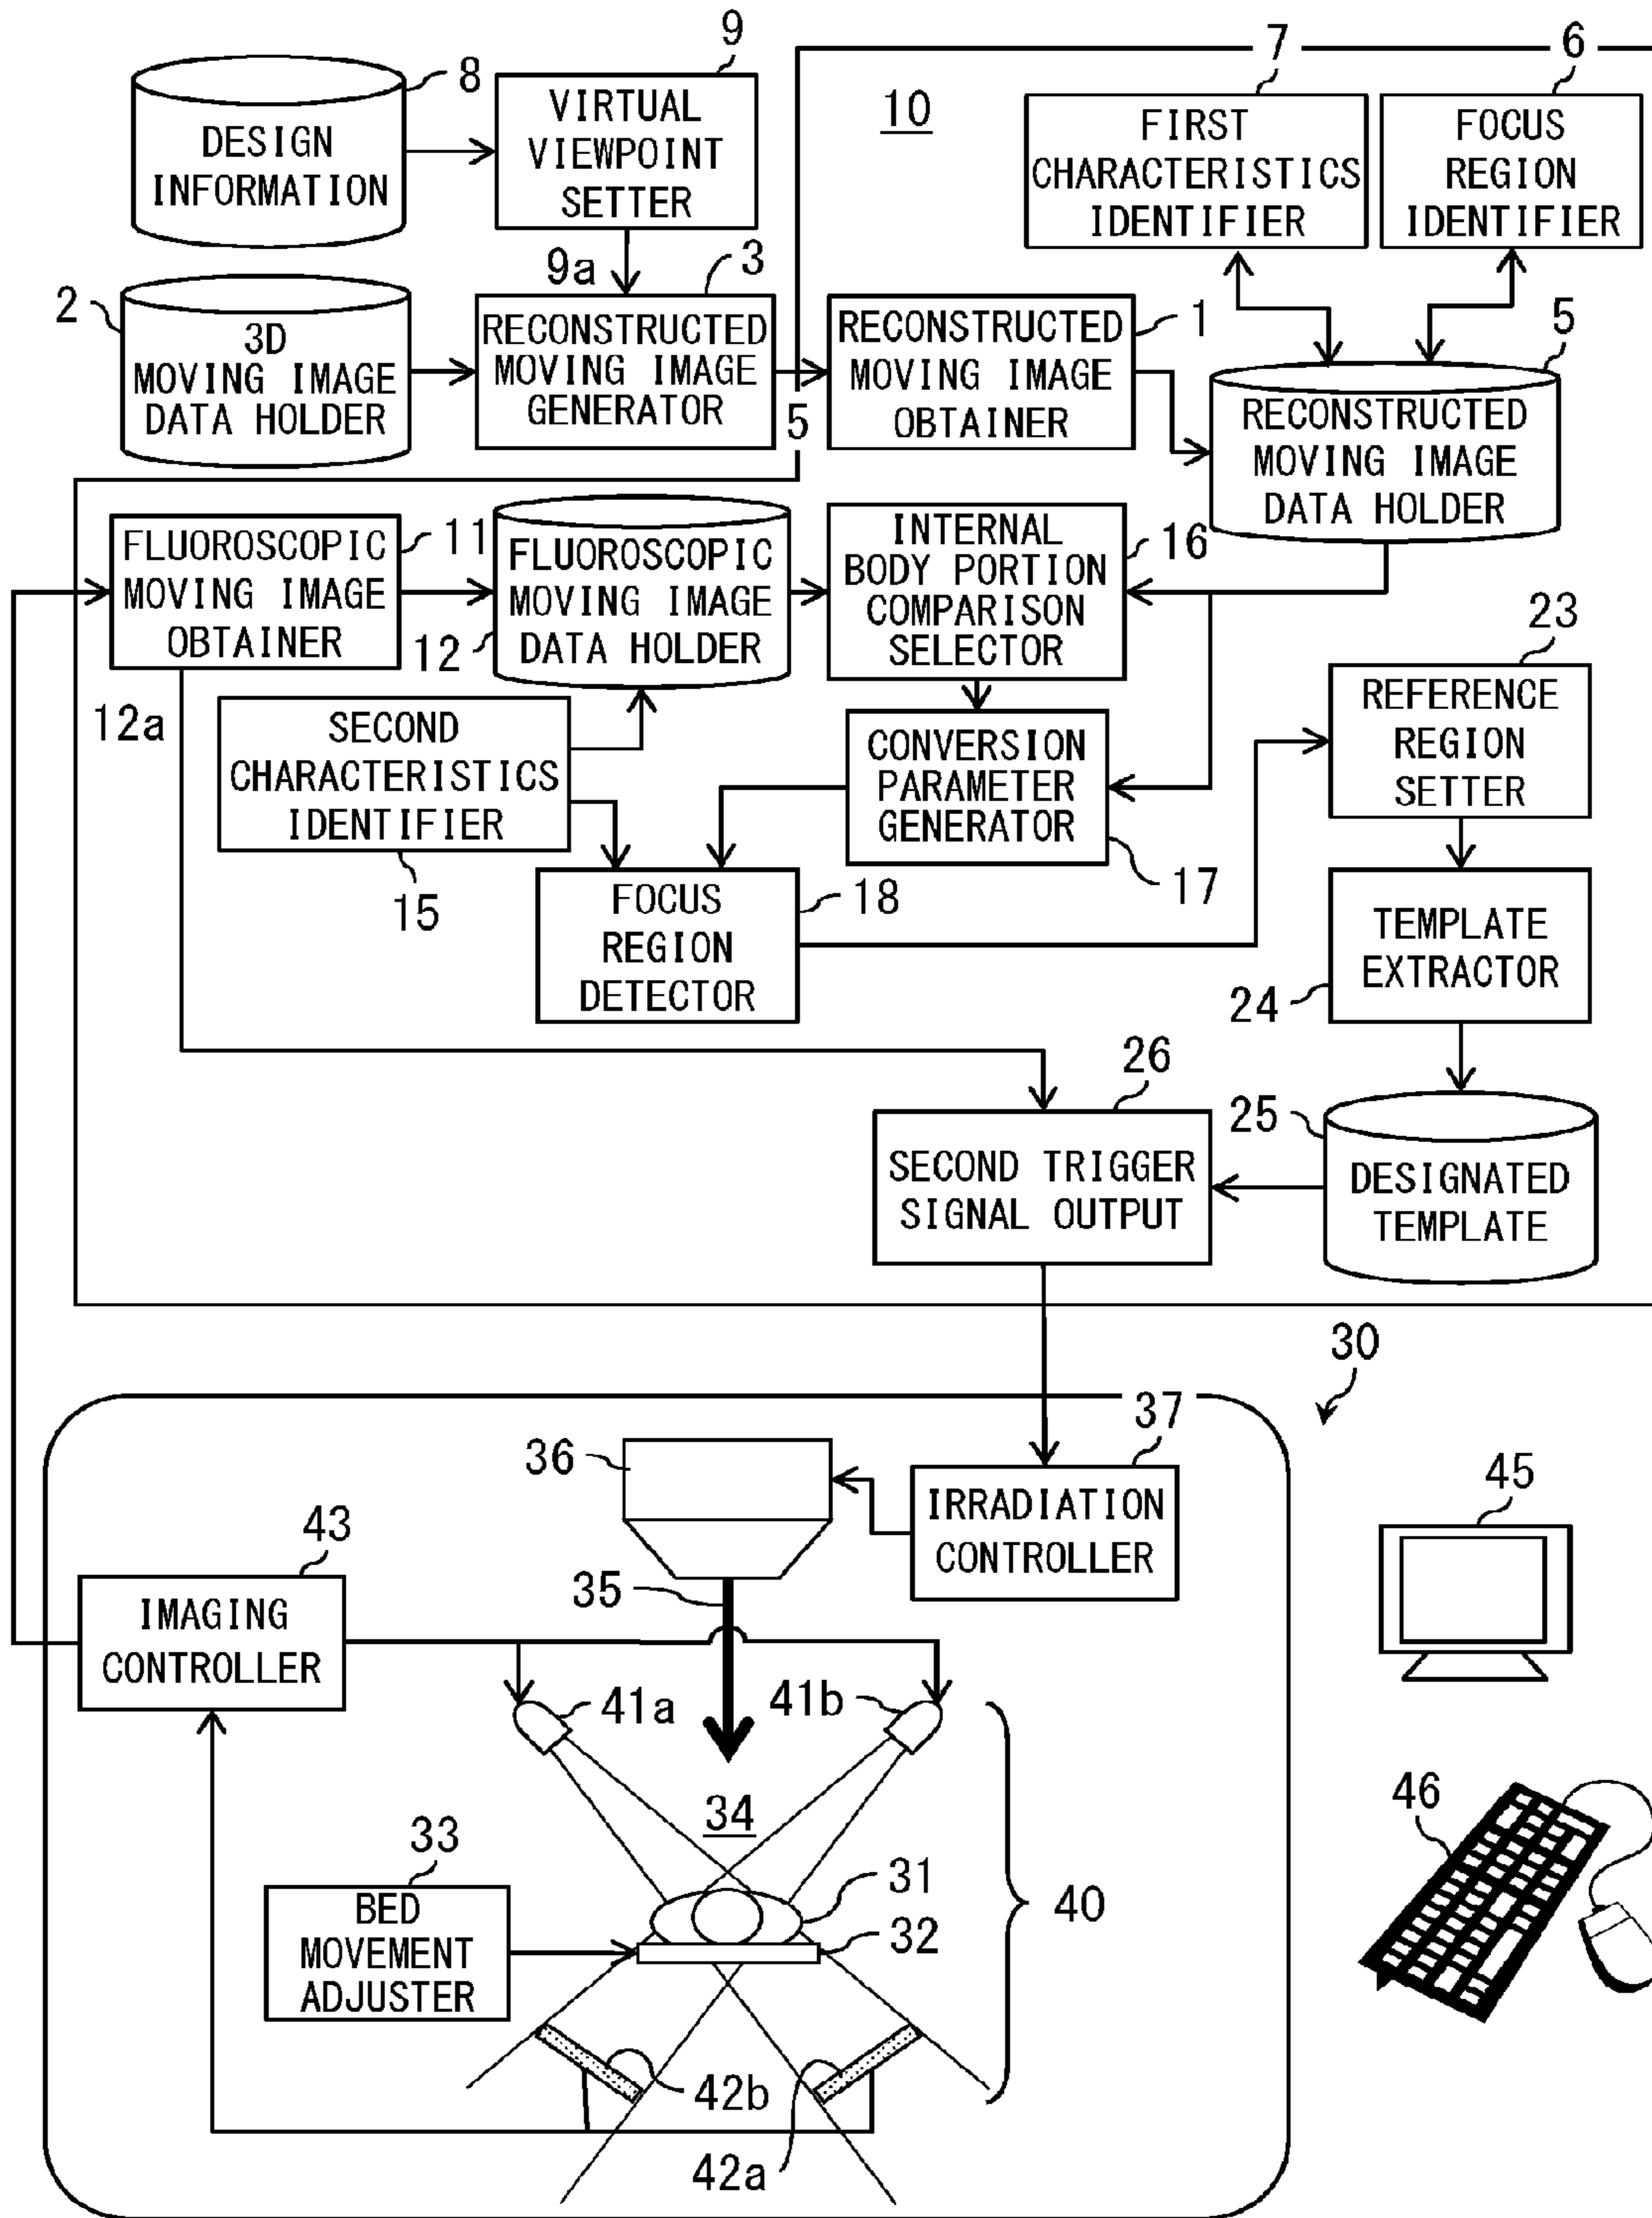 8
DESIGN
INFORMATION
9
VIRTUAL
VIEWPOINT
SETTER
10
7
FIRST
CHARACTERISTICS
IDENTIFIER
6
FOCUS
REGION
IDENTIFIER
9a
2
3D
MOVING IMAGE
DATA HOLDER
3
RECONSTRUCTED
MOVING IMAGE
GENERATOR
5
1
RECONSTRUCTED
MOVING IMAGE
OBTAINER
5
RECONSTRUCTED
MOVING IMAGE
DATA HOLDER
11
FLUOROSCOPIC
MOVING IMAGE
OBTAINER
12
FLUOROSCOPIC
MOVING IMAGE
DATA HOLDER
16
INTERNAL
BODY PORTION
COMPARISON
SELECTOR
12a
SECOND
CHARACTERISTICS
IDENTIFIER
15
CONVERSION
PARAMETER
GENERATOR
17
23
REFERENCE
REGION
SETTER
18
FOCUS
REGION
DETECTOR
TEMPLATE
EXTRACTOR
24
26
SECOND TRIGGER
SIGNAL OUTPUT
25
DESIGNATED
TEMPLATE
30
37
IRRADIATION
CONTROLLER
36
35
43
IMAGING
CONTROLLER
45
41a
41b
34
33
BED
MOVEMENT
ADJUSTER
31
32
40
46
42b
42a